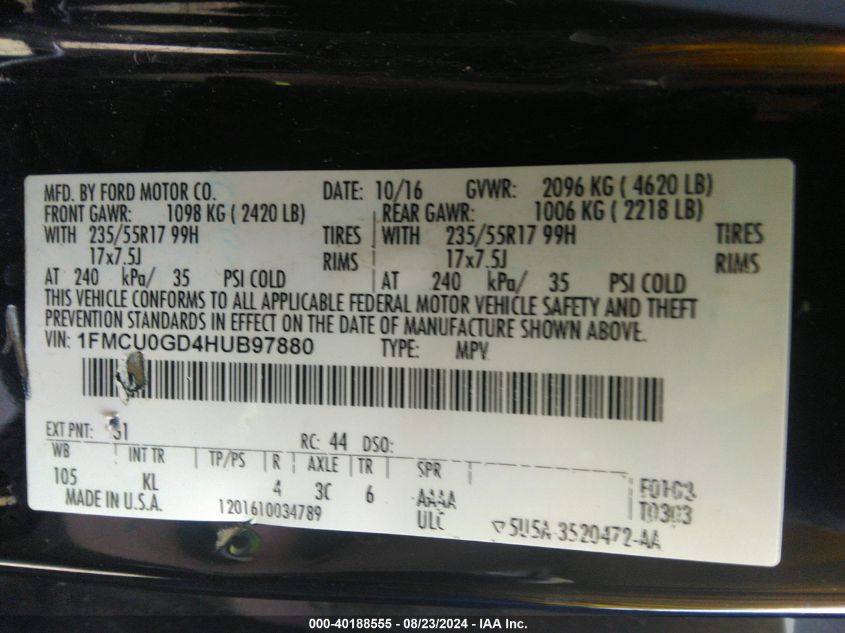 MFD. BY FORD MOTOR CO. DATE: 10/16 GVWR: 2096 KG ( 4620 LB)
FRONT GAWR: 1098 KG ( 2420 LB) REAR GAWR: 1006 KG ( 2218 LB)
WITH 235/55R17 99H TIRES WITH 235/55R17 99H TIRES
17x7.5J RIMS 17x7.5J RIMS
AT 240 kPa/ 35 PSI COLD AT 240 kPa/ 35 PSI COLD
THIS VEHICLE CONFORMS TO ALL APPLICABLE FEDERAL MOTOR VEHICLE SAFETY AND THEFT
PREVENTION STANDARDS IN EFFECT ON THE DATE OF MANUFACTURE SHOWN ABOVE.
VIN: 1FMCU0GD4HUB97880 TYPE: MPV
EXT PNT: RC: 44 DSO:
WB INT TR TP/PS R AXLE TR SPR
105 KL 4 3C 6 AAAA F01G3
MADE IN U.S.A. 1201610034789 ULC T0303
5U5A-3520472-AA
000-40188555 - 08/23/2024 - IAA Inc.